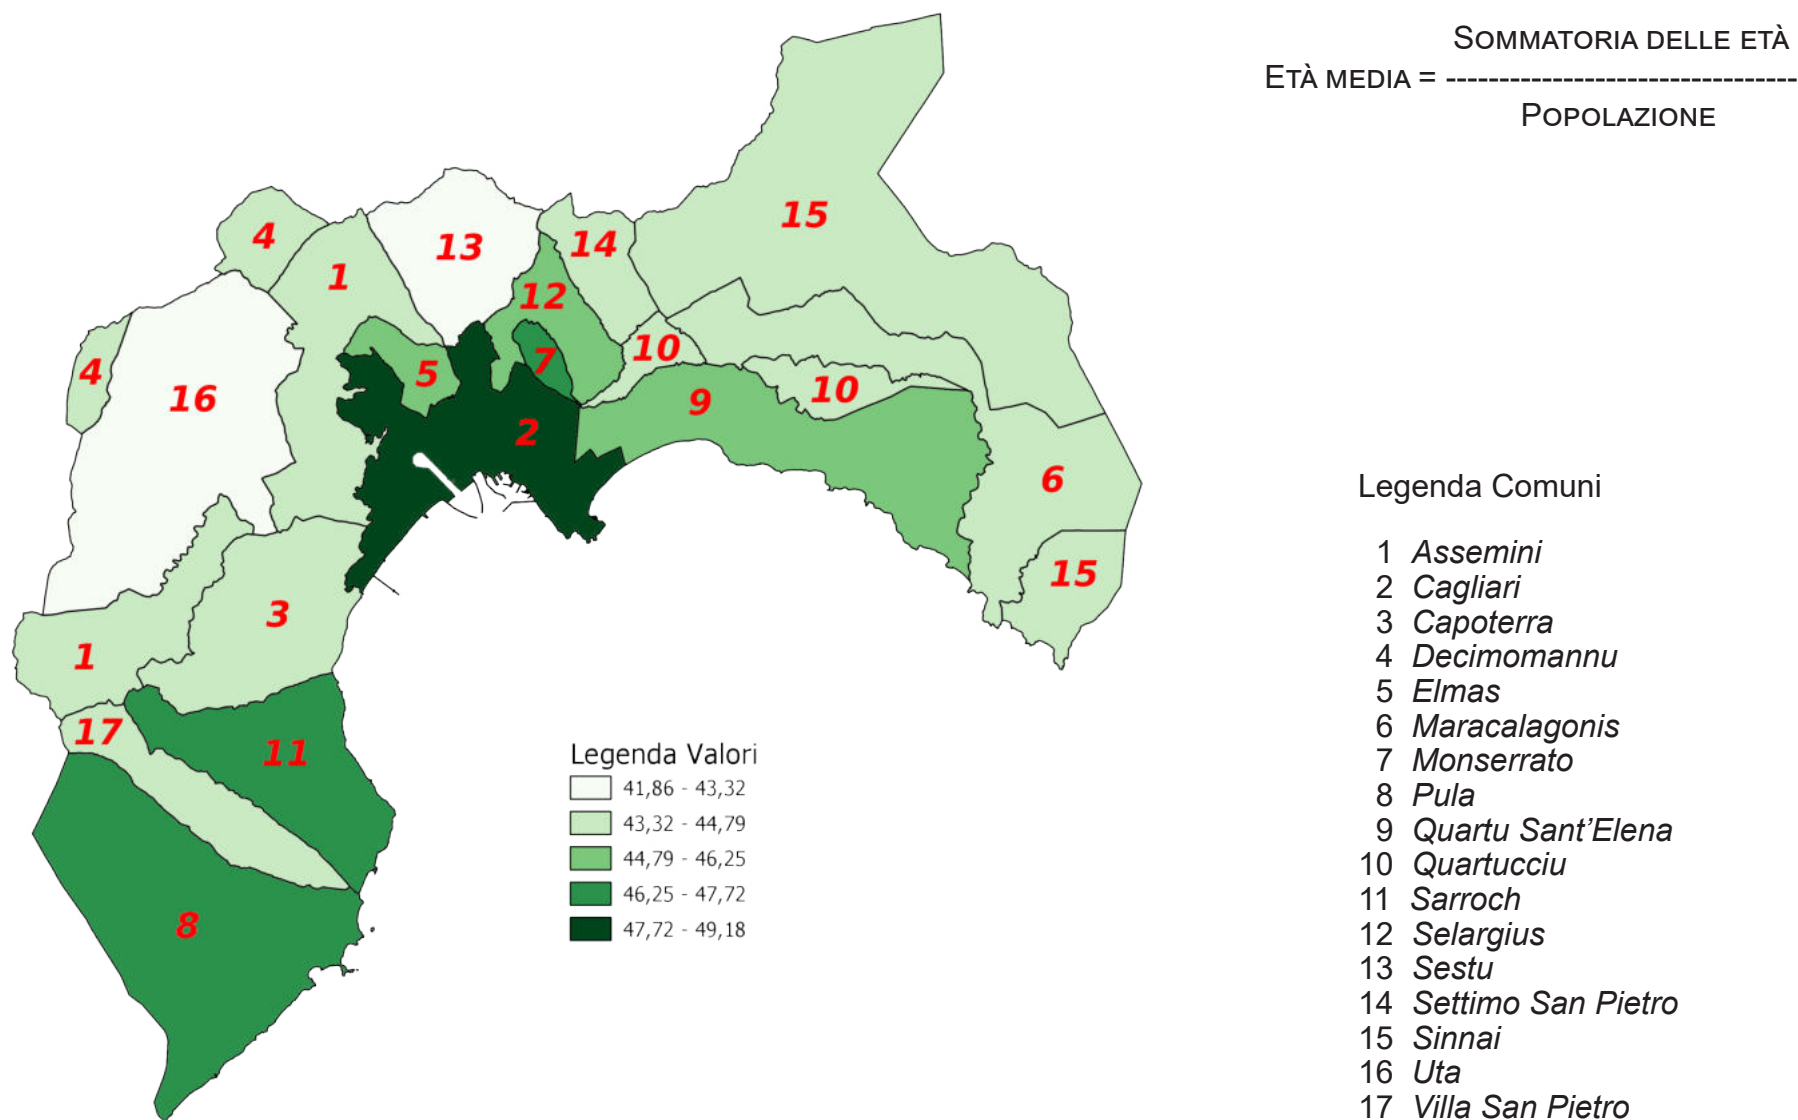 SOMMATORIA DELLE ETÀ
ETÀ MEDIA = ---------------------------------
POPOLAZIONE
15
4
13
14
1
12
10
7
4
5
16
10
9
2
6
15
3
1
17
11
8
Legenda Valori
41,86 - 43,32
43,32 - 44,79
44,79 - 46,25
46,25 - 47,72
47,72 - 49,18
Legenda Comuni
1 Assemini
2 Cagliari
3 Capoterra
4 Decimomannu
5 Elmas
6 Maracalagonis
7 Monserrato
8 Pula
9 Quartu Sant’Elena
10 Quartucciu
11 Sarroch
12 Selargius
13 Sestu
14 Settimo San Pietro
15 Sinnai
16 Uta
17 Villa San Pietro